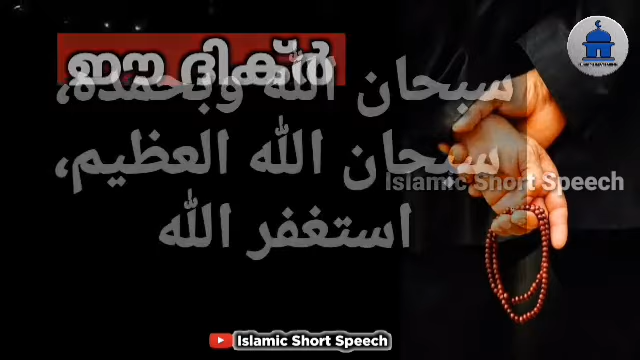 ഈ ദിക്ർ
سبحان الله وبحمده،
سبحان الله العظيم،
استغفر الله
Islamic Short Speech
Islamic Short Speech